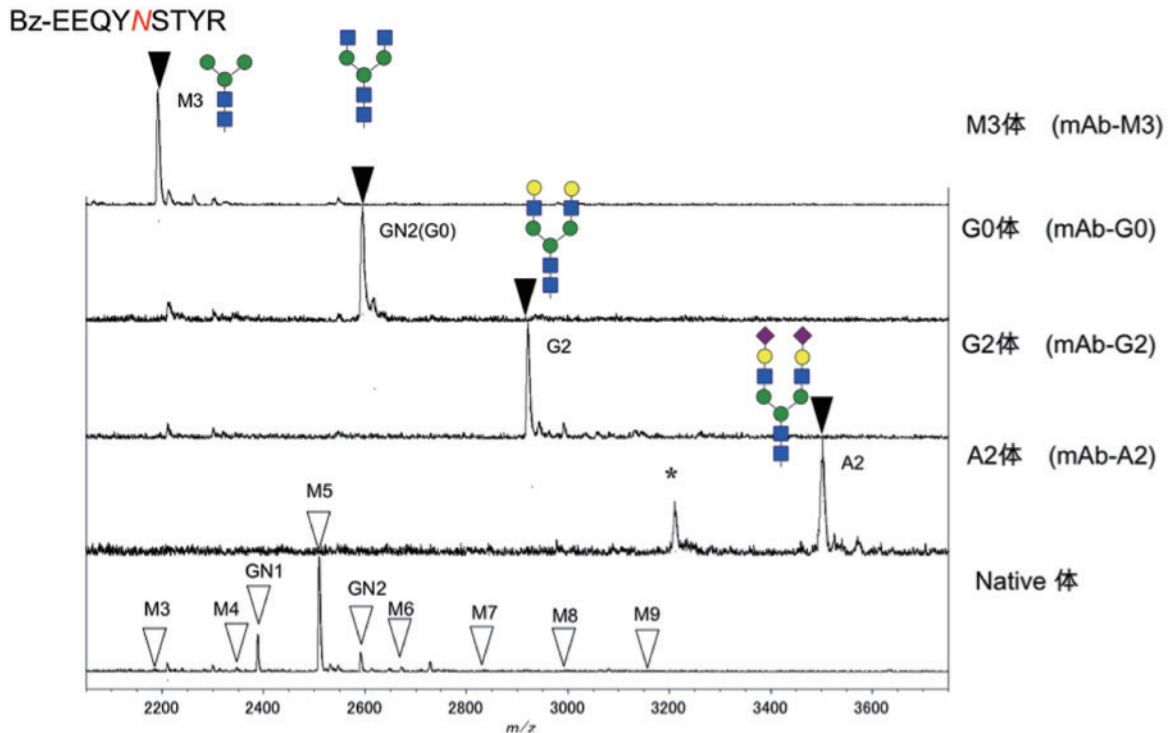 Bz-EEQYNSTYR
M3
M3体 (mAb-M3)
GN2(G0)
G0体 (mAb-G0)
G2
G2体 (mAb-G2)
A2
A2体 (mAb-A2)
*
M5
GN1
GN2
M3
M4
M6
M7
M8
M9
Native 体
2200 2400 2600 2800 3000 3200 3400 3600
m/z